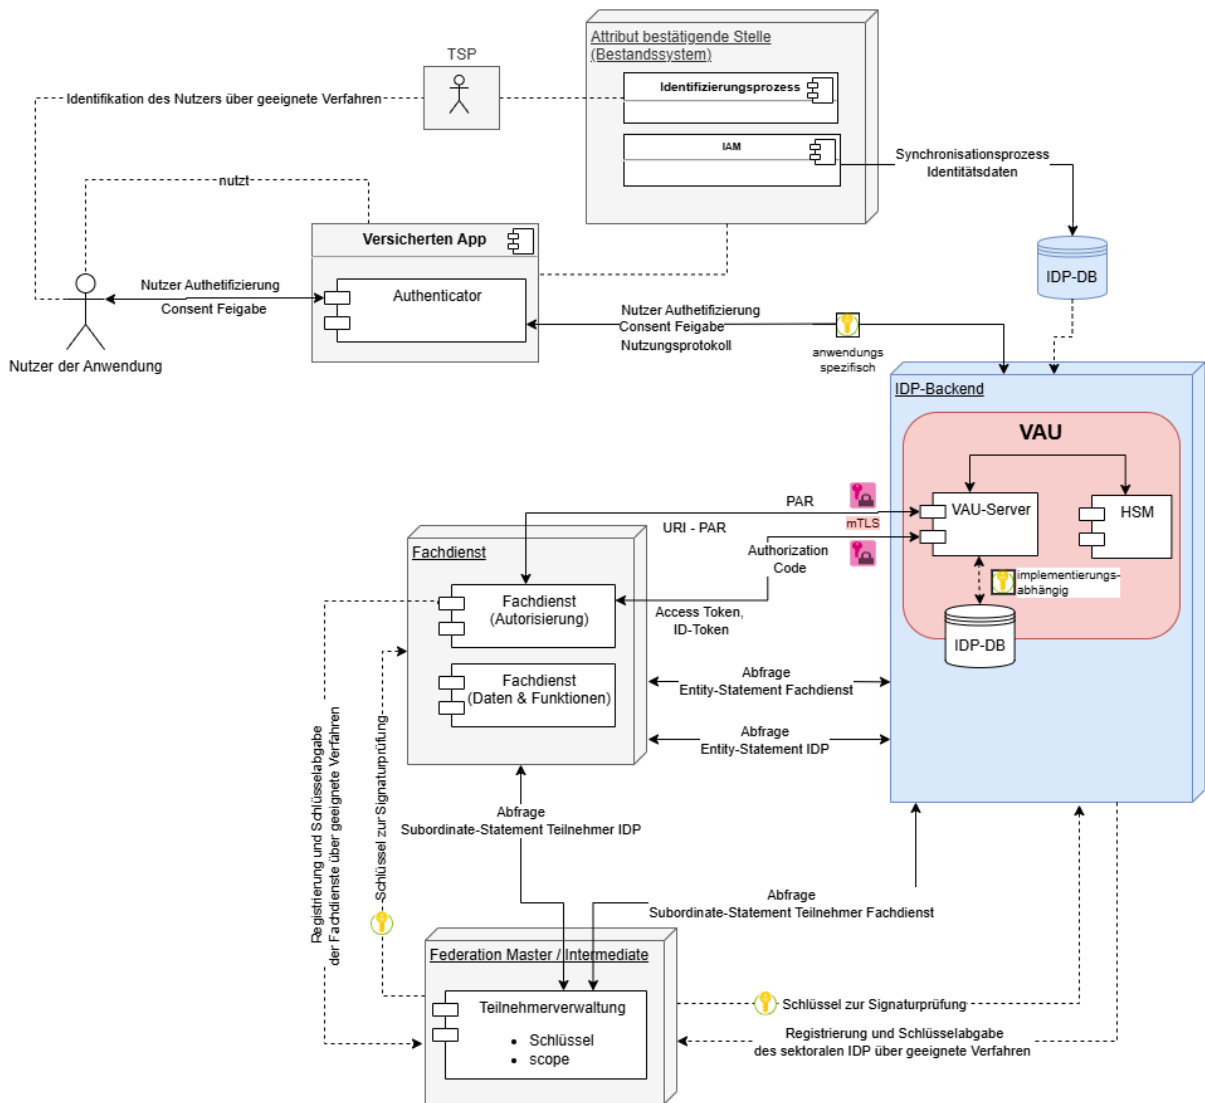 Attribut bestätigende Stelle
(Bestandssystem)
TSP
Identifizierungsprozess
Identifikation des Nutzers über geeignete Verfahren
IAM
Synchronisationsprozess
Identitätsdaten
nutzt
Versicherten App
IDP-DB
Nutzer Authetifizierung
Consent Feigabe
Authenticator
Nutzer Authetifizierung
Consent Feigabe
Nutzungsprotokoll
anwendungs
spezifisch
Nutzer der Anwendung
IDP-Backend
VAU
PAR
URI - PAR
mTLS
VAU-Server
HSM
Fachdienst
Authorization
Code
implementierungs-
abhängig
Fachdienst
(Autorisierung)
Access Token,
ID-Token
IDP-DB
Fachdienst
(Daten & Funktionen)
Abfrage
Entity-Statement Fachdienst
Abfrage
Entity-Statement IDP
Registrierung und Schlüsselabgabe
der Fachdienste über geeignete Verfahren
Schlüssel zur Signaturprüfung
Abfrage
Subordinate-Statement Teilnehmer IDP
Abfrage
Subordinate-Statement Teilnehmer Fachdienst
Federation Master / Intermediate
Teilnehmerverwaltung
• Schlüssel
• scope
Schlüssel zur Signaturprüfung
Registrierung und Schlüsselabgabe
des sektoralen IDP über geeignete Verfahren